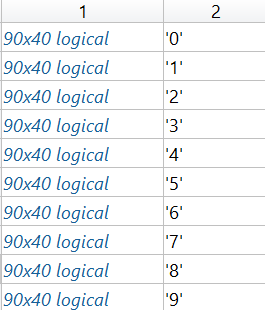 1 2
90x40 logical '0'
90x40 logical '1'
90x40 logical '2'
90x40 logical '3'
90x40 logical '4'
90x40 logical '5'
90x40 logical '6'
90x40 logical '7'
90x40 logical '8'
90x40 logical '9'